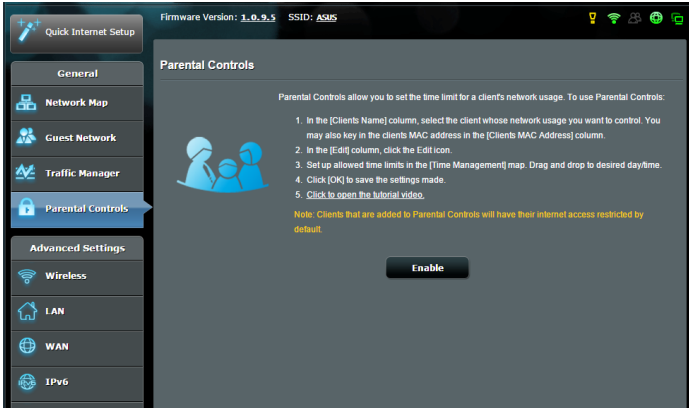 Quick Internet Setup
Firmware Version: 1.0.9.5 SSID: ASUS
General
Network Map
Guest Network
Traffic Manager
Parental Controls
Advanced Settings
Wireless
LAN
WAN
IPv6
Parental Controls
Parental Controls allow you to set the time limit for a client's network usage. To use Parental Controls:
1. In the [Clients Name] column, select the client whose network usage you want to control. You
may also key in the clients MAC address in the [Clients MAC Address] column.
2. In the [Edit] column, click the Edit icon.
3. Set up allowed time limits in the [Time Management] map. Drag and drop to desired day/time.
4. Click [OK] to save the settings made.
5. Click to open the tutorial video.
Note: Clients that are added to Parental Controls will have their internet access restricted by
default.
Enable